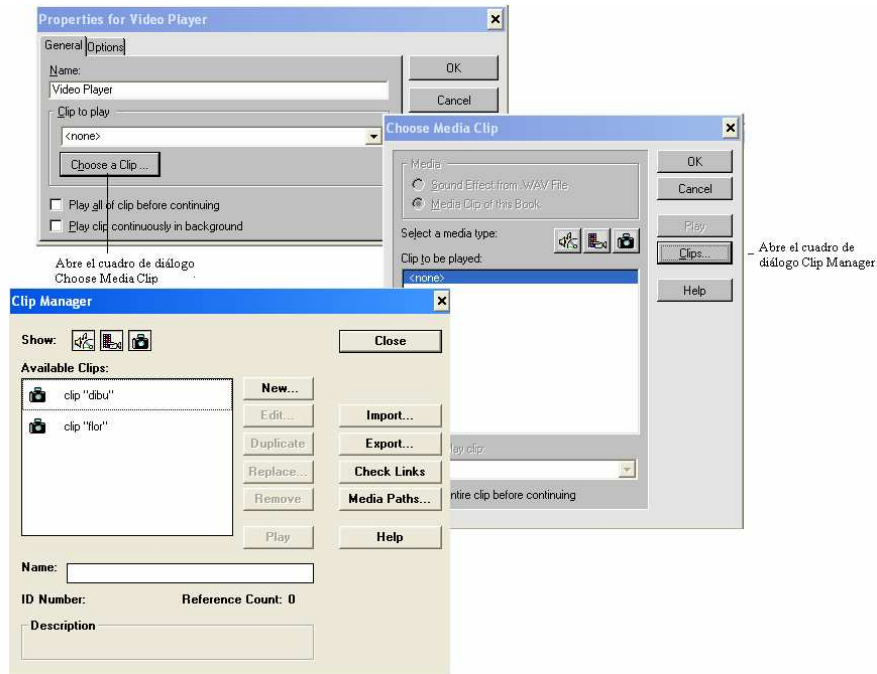 Properties for Video Player
General Options
Name:
Video Player
Clip to play
<none>
Choose a Clip ...
Play all of clip before continuing
Play clip continuously in background
OK
Cancel
Abre el cuadro de diálogo
Choose Media Clip
Choose Media Clip
Media
Sound Effect from .WAV File
Media Clip of this Book
Select a media type:
Clip to be played:
<none>
lay clip:
ntire clip before continuing
OK
Cancel
Play
Clips...
Help
Abre el cuadro de
diálogo Clip Manager
Clip Manager
Show:
Close
Available Clips:
clip "dibu"
clip "flor"
New...
Edit...
Duplicate
Replace...
Remove
Play
Import...
Export...
Check Links
Media Paths...
Help
Name:
ID Number: Reference Count: 0
Description